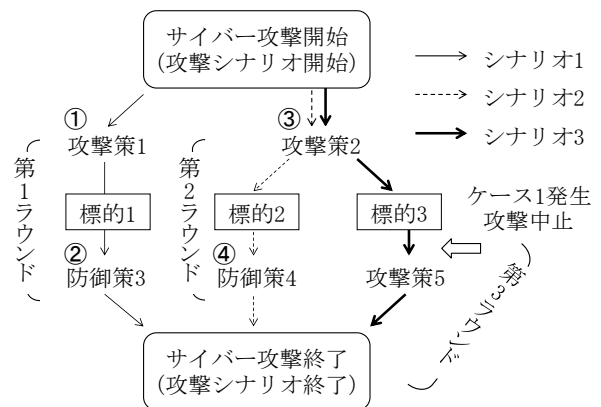 サイバー攻撃開始
(攻撃シナリオ開始)
シナリオ1
シナリオ2
シナリオ3
①
攻撃策1
③
攻撃策2
第1ラウンド
第2ラウンド
標的1
標的2
標的3
ケース1発生
攻撃中止
②
防御策3
④
防御策4
攻撃策5
第3ラウンド
サイバー攻撃終了
(攻撃シナリオ終了)